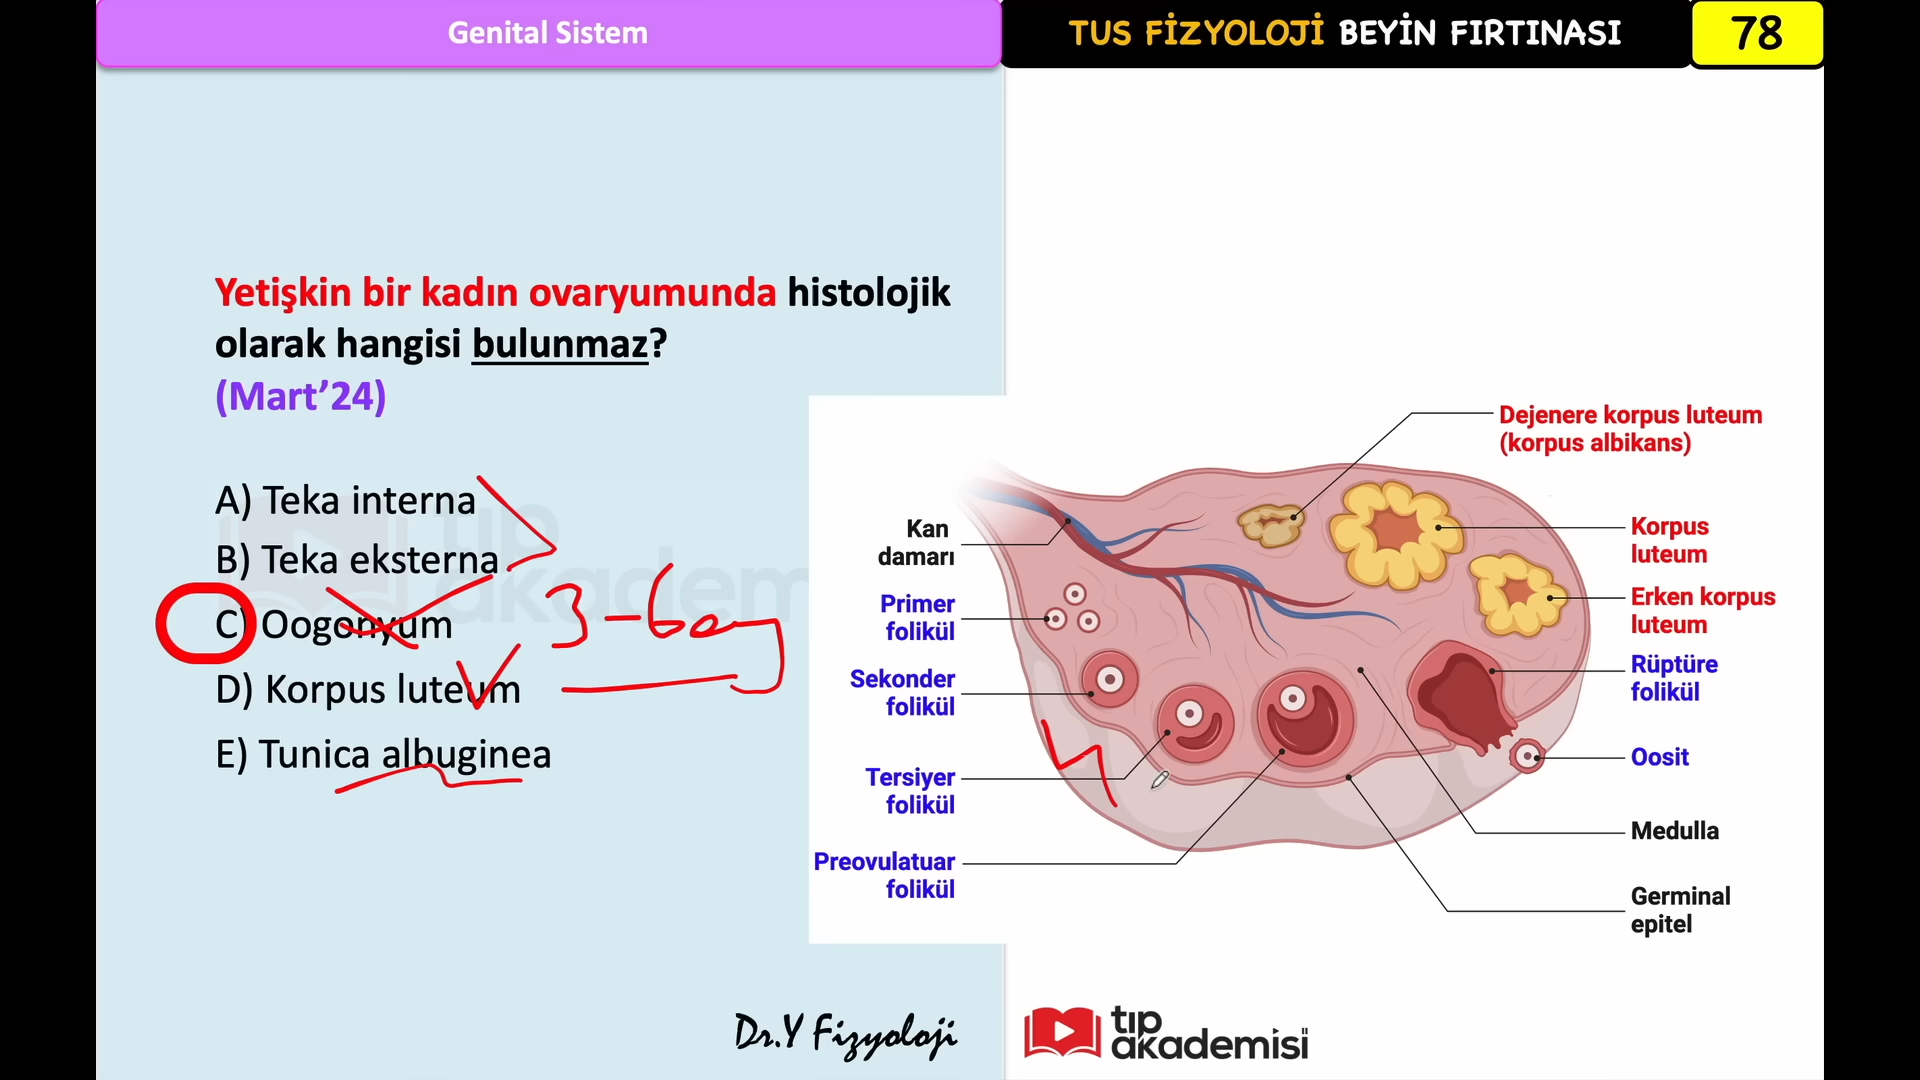 Genital Sistem
TUS FİZYOLOJİ BEYİN FIRTINASI
78
Yetişkin bir kadın ovaryumunda histolojik
olarak hangisi bulunmaz?
(Mart’24)
A) Teka interna
B) Teka eksterna
C) Oogonyum
D) Korpus luteum
E) Tunica albuginea
3-6 ay
Dejenere korpus luteum
(korpus albikans)
Kan
damarı
Primer
folikül
Sekonder
folikül
Tersiyer
folikül
Preovulatuar
folikül
Korpus
luteum
Erken korpus
luteum
Rüptüre
folikül
Oosit
Medulla
Germinal
epitel
Dr.Y Fizyoloji
tıp
akademisi